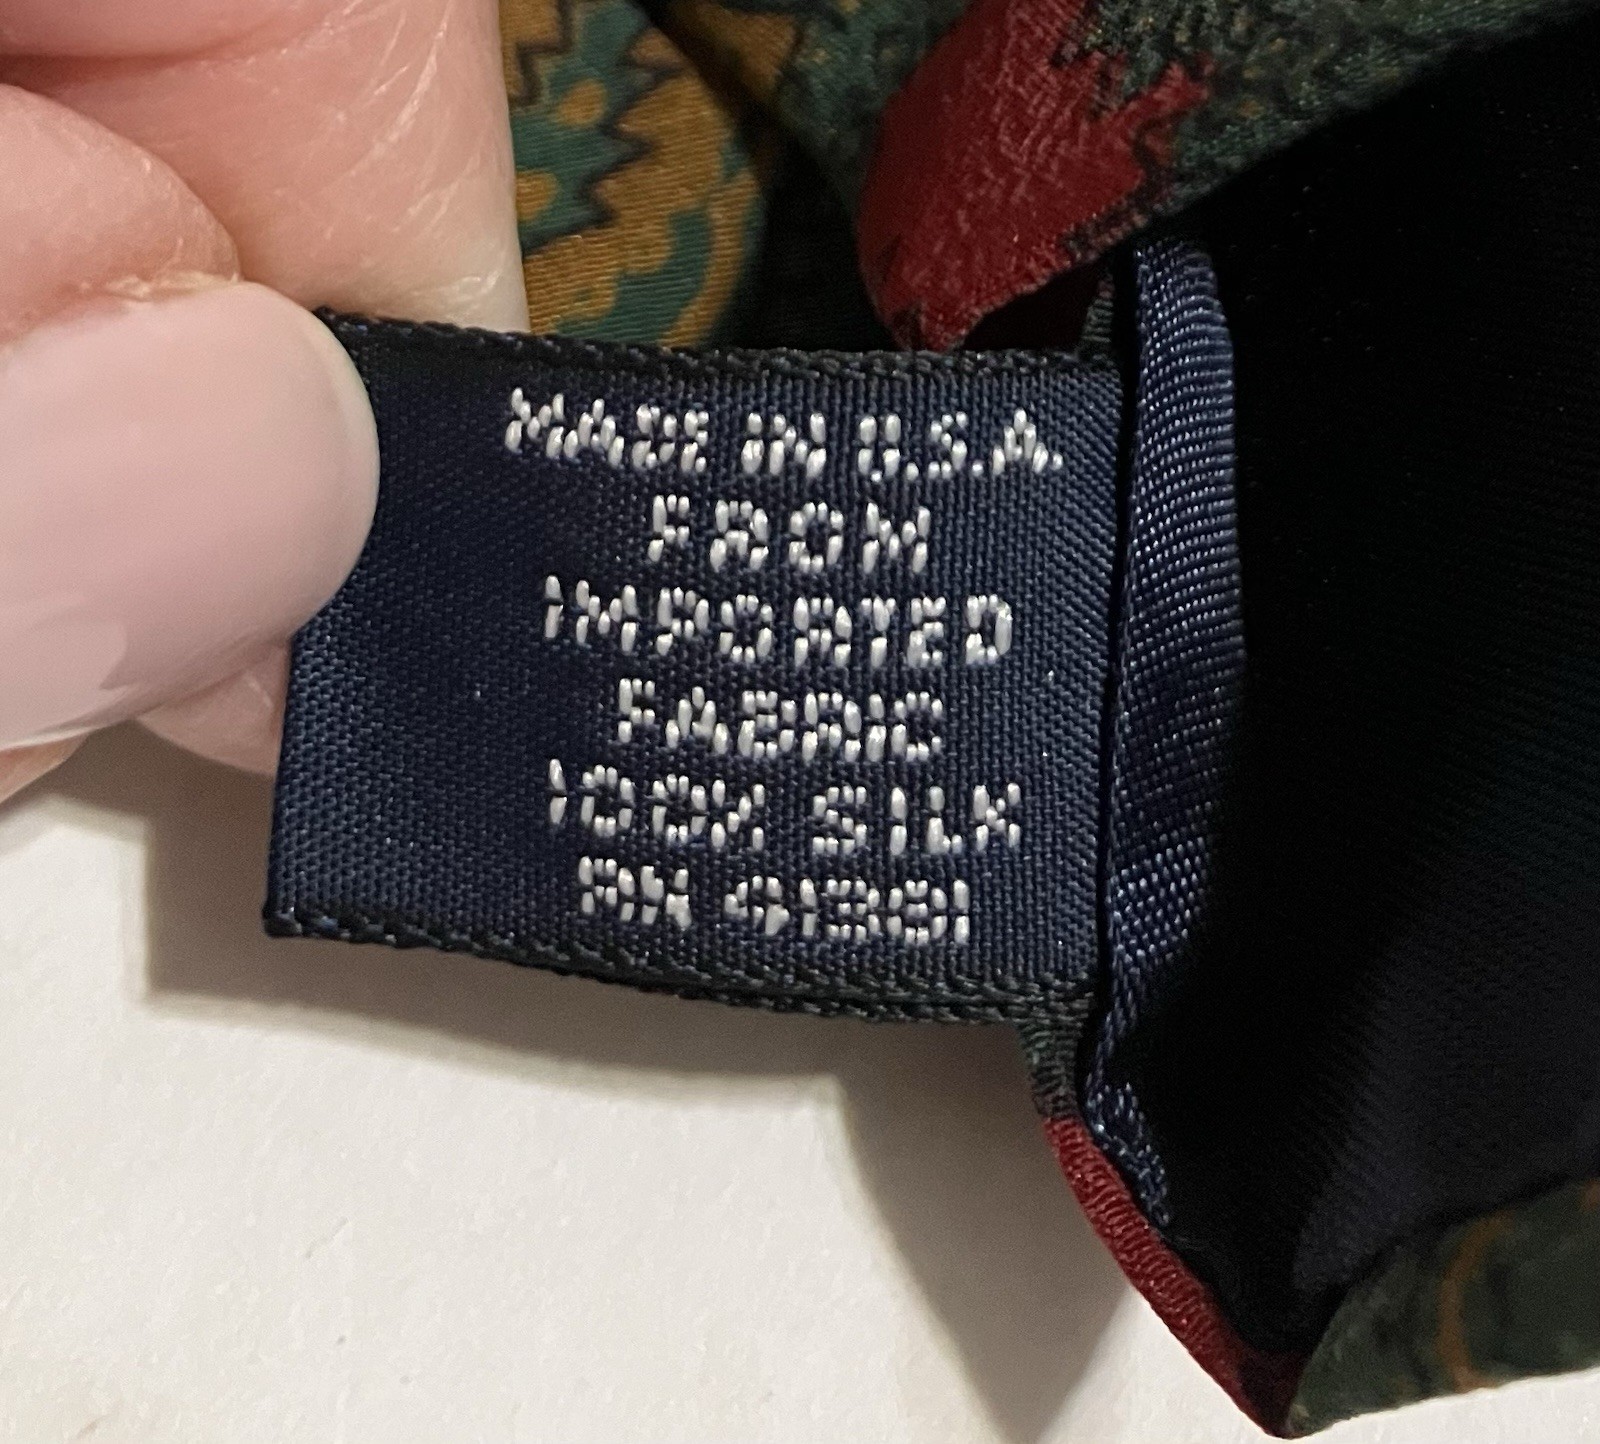 MADE IN U.S.A.
FROM
IMPORTED
FABRIC
100% SILK
RN 41381